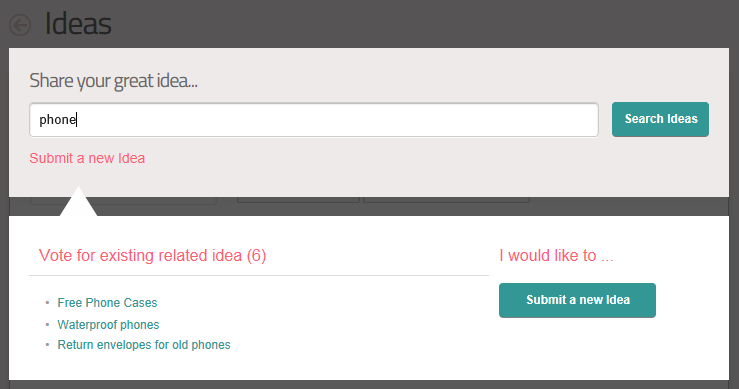 Ideas
Share your great idea...
phone
Search Ideas
Submit a new Idea
Vote for existing related idea (6)
I would like to ...
Free Phone Cases
Submit a new Idea
Waterproof phones
Return envelopes for old phones